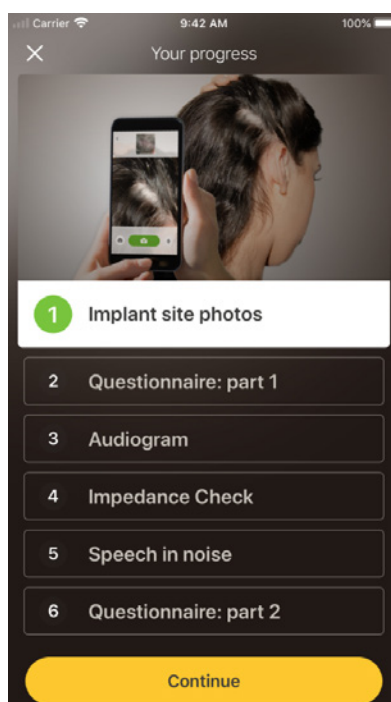 Carrier 9:42 AM 100%
Your progress
1 Implant site photos
2 Questionnaire: part 1
3 Audiogram
4 Impedance Check
5 Speech in noise
6 Questionnaire: part 2
Continue